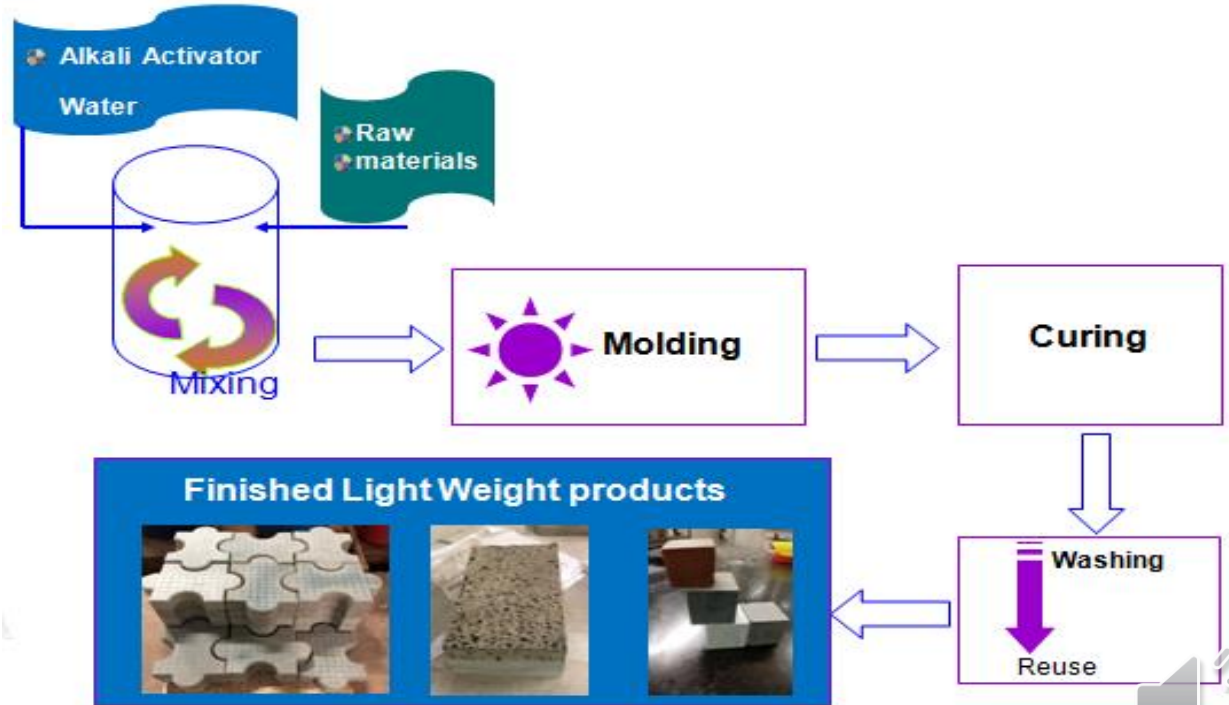 Alkali Activator
Water
Raw
materials
Mixing
Molding
Curing
Finished Light Weight products
Washing
Reuse